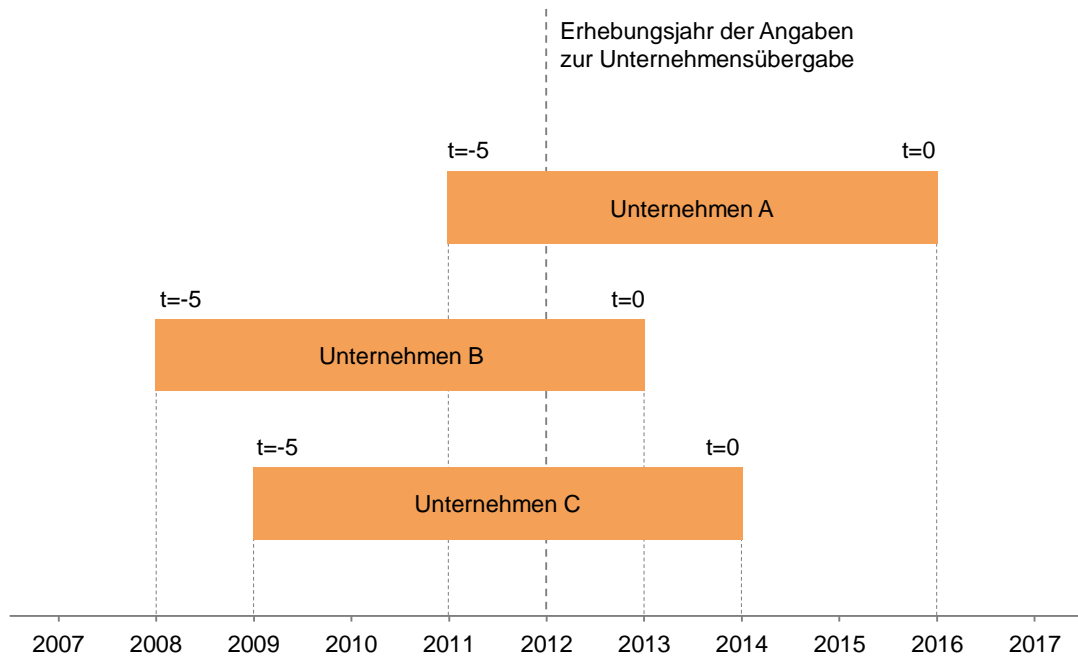 Erhebungsjahr der Angaben
zur Unternehmensübergabe
t=-5 t=0
Unternehmen A
t=-5 t=0
Unternehmen B
t=-5 t=0
Unternehmen C
2007 2008 2009 2010 2011 2012 2013 2014 2015 2016 2017